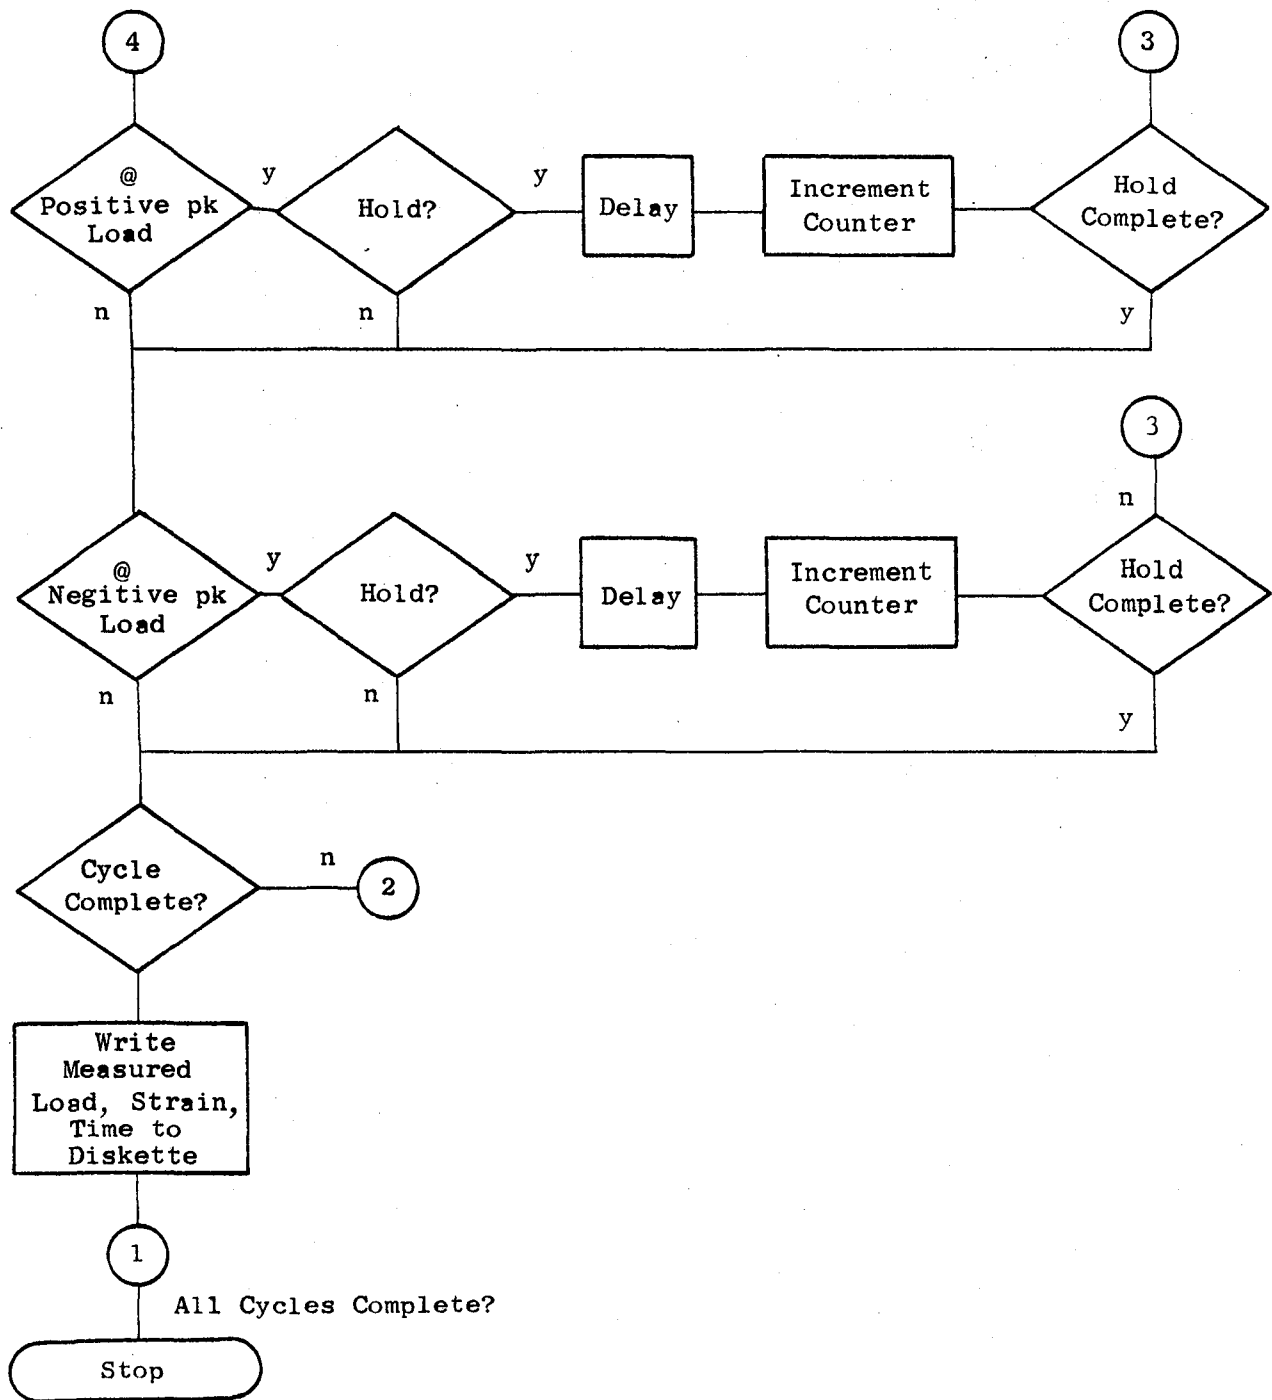 4
3
@
Positive pk
Load
y
Hold?
y
Delay
Increment
Counter
Hold
Complete?
n
n
y
3
n
@
Negitive pk
Load
y
Hold?
y
Delay
Increment
Counter
Hold
Complete?
n
n
y
Cycle
Complete?
n
2
Write
Measured
Load, Strain,
Time to
Diskette
1
All Cycles Complete?
Stop